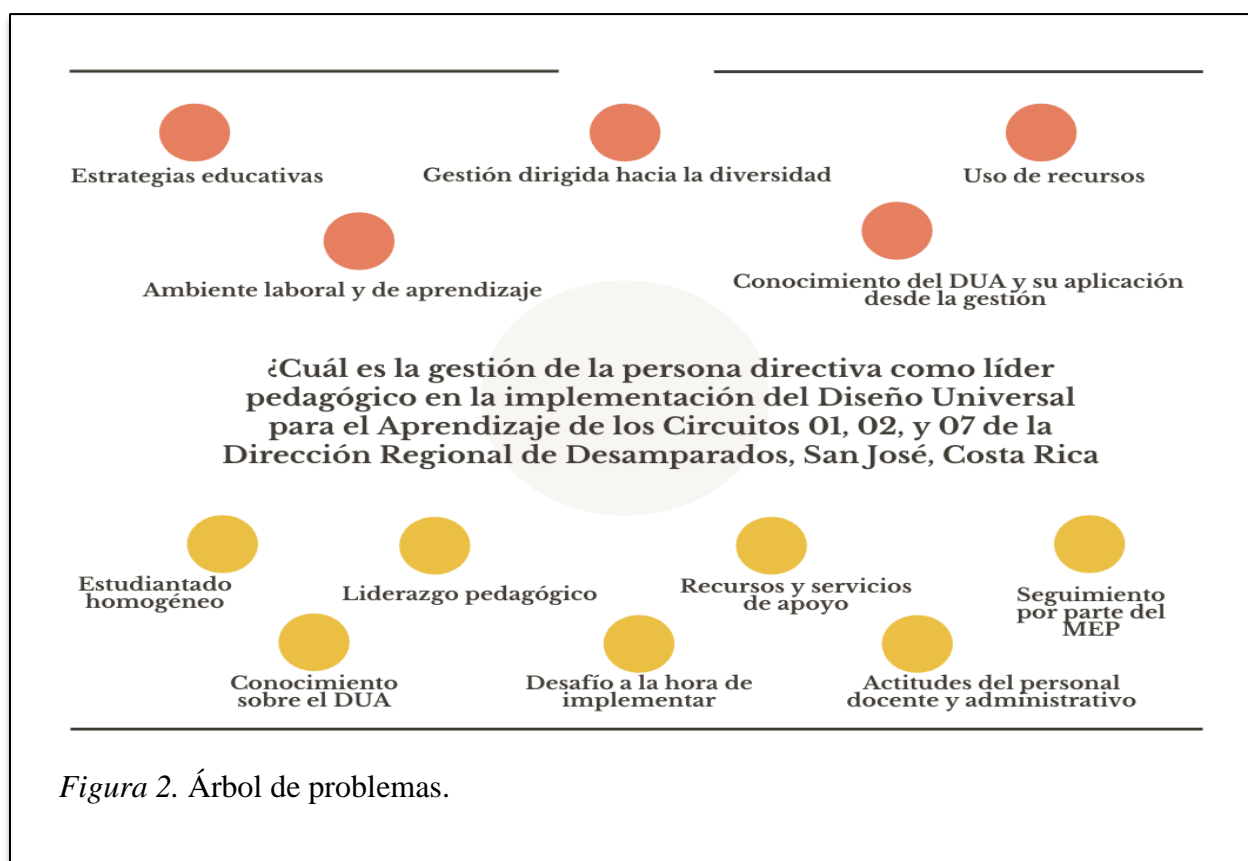 Estrategias educativas
Gestión dirigida hacia la diversidad
Uso de recursos
Ambiente laboral y de aprendizaje
Conocimiento del DUA y su aplicación
desde la gestión
¿Cuál es la gestión de la persona directiva como líder
pedagógico en la implementación del Diseño Universal
para el Aprendizaje de los Circuitos 01, 02, y 07 de la
Dirección Regional de Desamparados, San José, Costa Rica
Estudiantado
homogéneo
Liderazgo pedagógico
Recursos y servicios
de apoyo
Seguimiento
por parte del
MEP
Conocimiento
sobre el DUA
Desafío a la hora de
implementar
Actitudes del personal
docente y administrativo
Figura 2. Árbol de problemas.